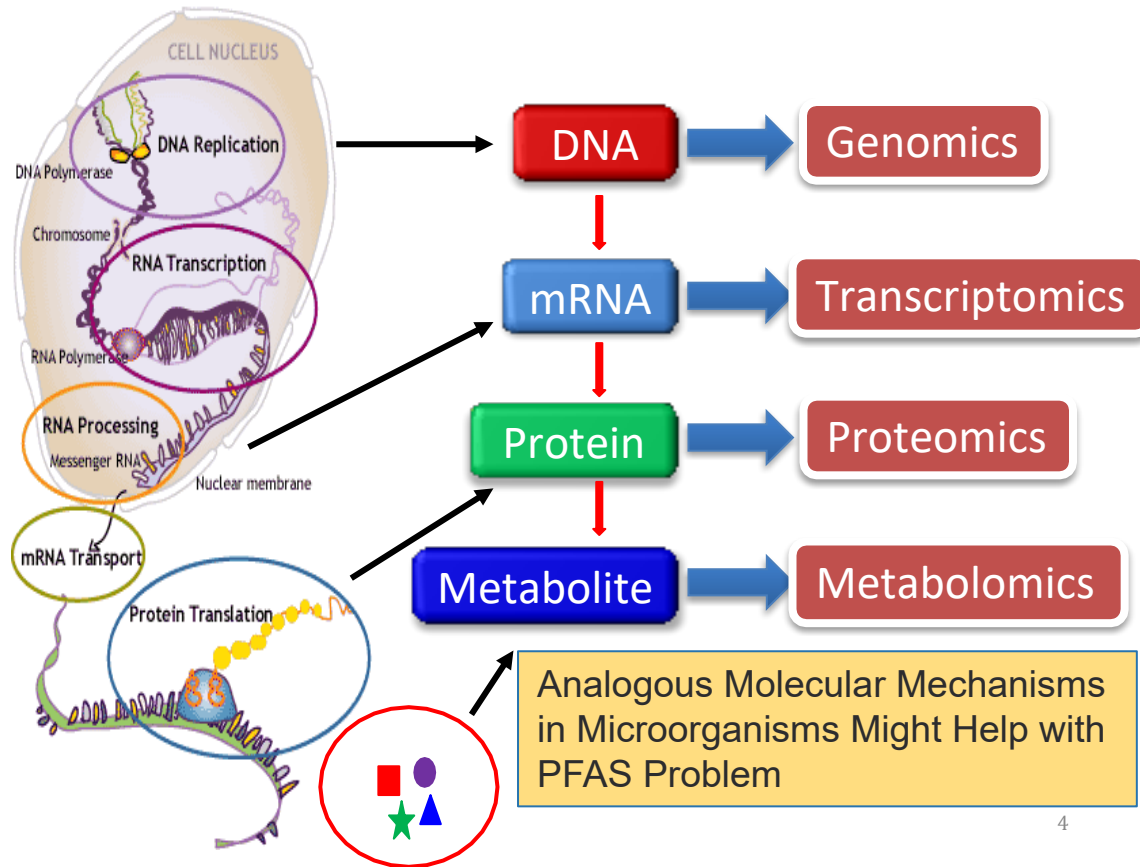 CELL NUCLEUS
DNA Replication
DNA Polymerase
Chromosome
RNA Transcription
RNA Polymerase
RNA Processing
Messenger RNA
Nuclear membrane
mRNA Transport
Protein Translation
DNA
Genomics
mRNA
Transcriptomics
Protein
Proteomics
Metabolite
Metabolomics
Analogous Molecular Mechanisms
in Microorganisms Might Help with
PFAS Problem
4